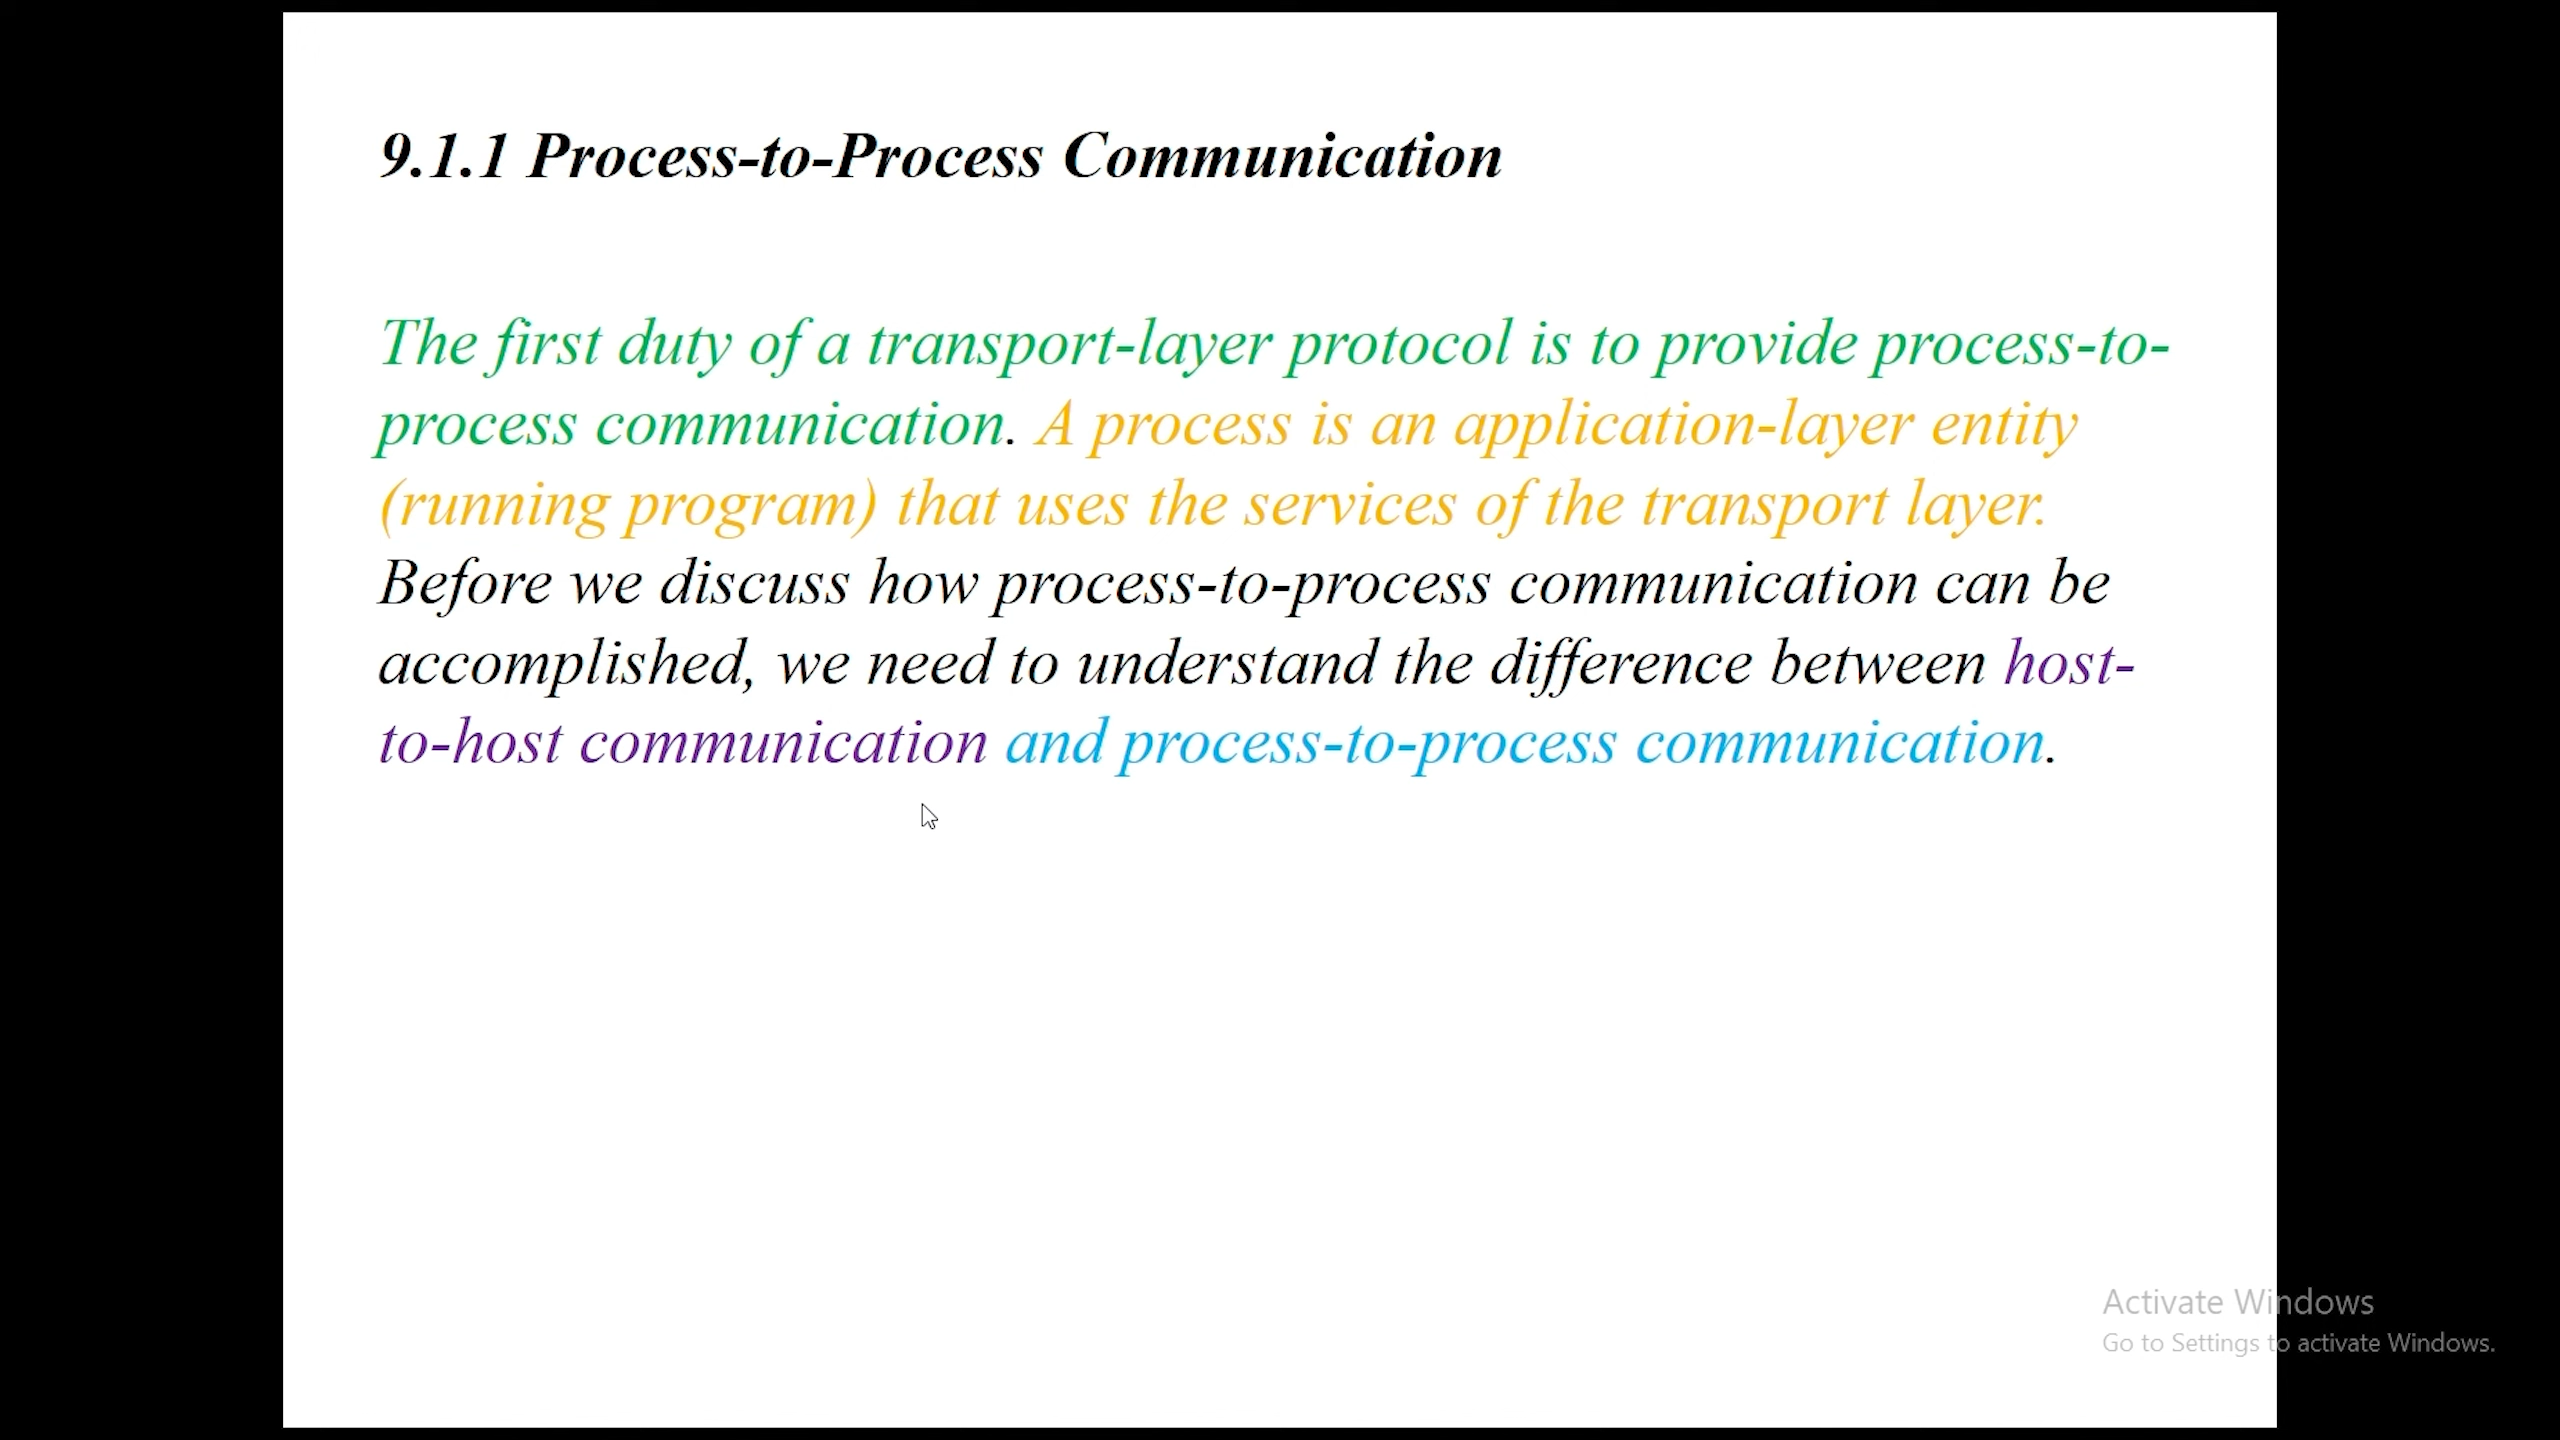 9.1.1 Process-to-Process Communication
The first duty of a transport-layer protocol is to provide process-to-
process communication. A process is an application-layer entity
(running program) that uses the services of the transport layer.
Before we discuss how process-to-process communication can be
accomplished, we need to understand the difference between host-
to-host communication and process-to-process communication.
Activate Windows
Go to Settings to activate Windows.